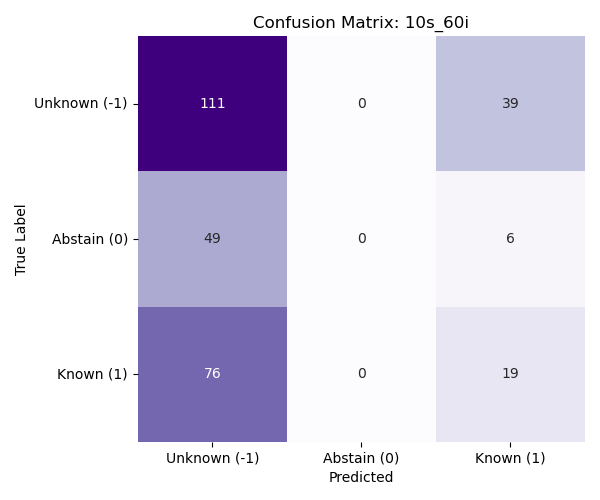 Confusion Matrix: 10s_60i
Unknown (-1) 111 0 39
Abstain (0) 49 0 6
Known (1) 76 0 19
True Label
Unknown (-1) Abstain (0) Known (1)
Predicted